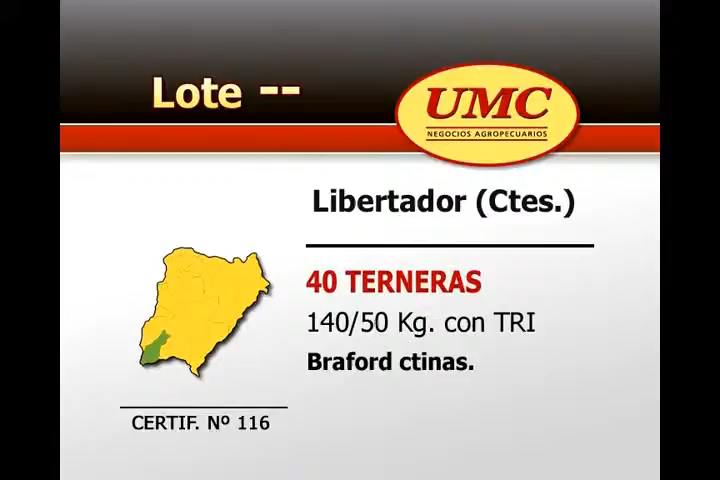 Lote --
UMC
NEGOCIOS AGROPECUARIOS
Libertador (Ctes.)
40 TERNERAS
140/50 Kg. con TRI
Braford ctinas.
CERTIF. Nº 116